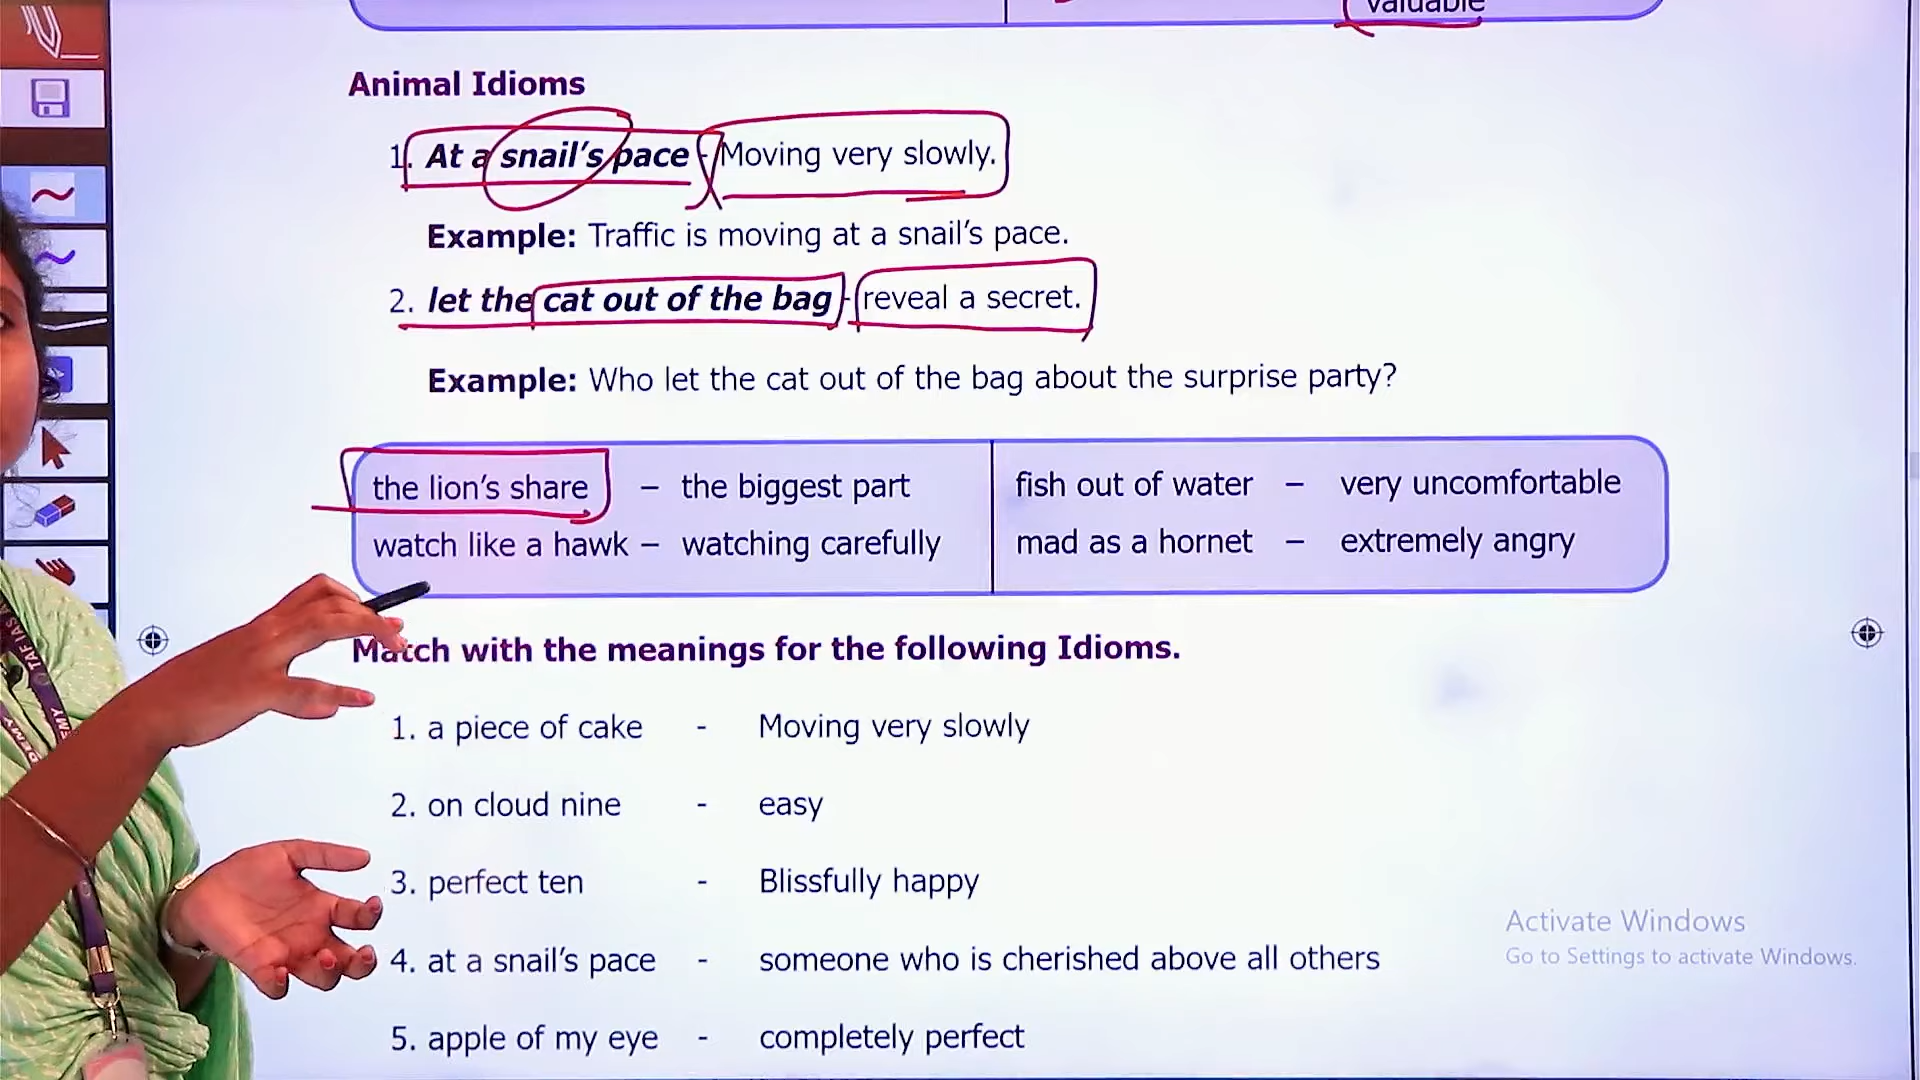 valuable
Animal Idioms
1. At a snail's pace - Moving very slowly.
Example: Traffic is moving at a snail's pace.
2. let the cat out of the bag - reveal a secret.
Example: Who let the cat out of the bag about the surprise party?
the lion's share – the biggest part
watch like a hawk – watching carefully
fish out of water – very uncomfortable
mad as a hornet – extremely angry
Match with the meanings for the following Idioms.
1. a piece of cake - Moving very slowly
2. on cloud nine - easy
3. perfect ten - Blissfully happy
4. at a snail's pace - someone who is cherished above all others
5. apple of my eye - completely perfect
Activate Windows
Go to Settings to activate Windows.